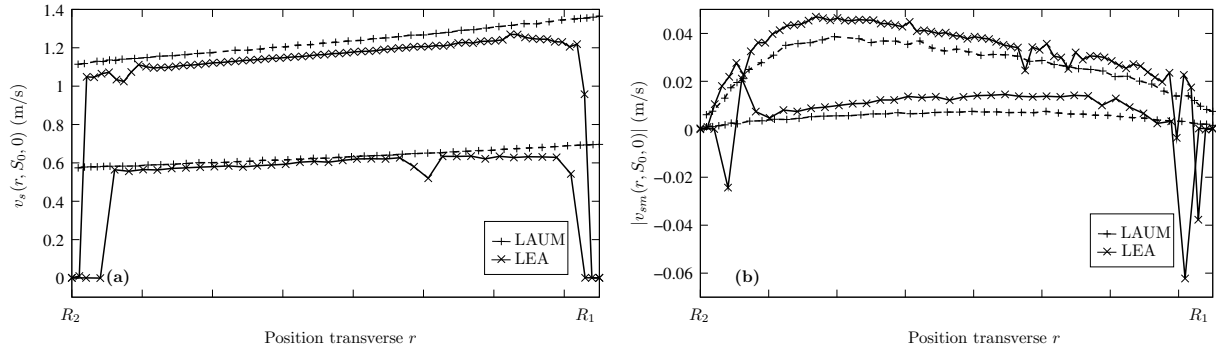 1.4
1.2
1
0.8
0.6
0.4
0.2
0
v_s(r, S_0, 0) (m/s)
R_2
R_1
Position transverse r
(a)
LAUM
LEA
0.04
0.02
0
−0.02
−0.04
−0.06
|v_{sm}(r, S_0, 0)| (m/s)
R_2
R_1
Position transverse r
(b)
LAUM
LEA